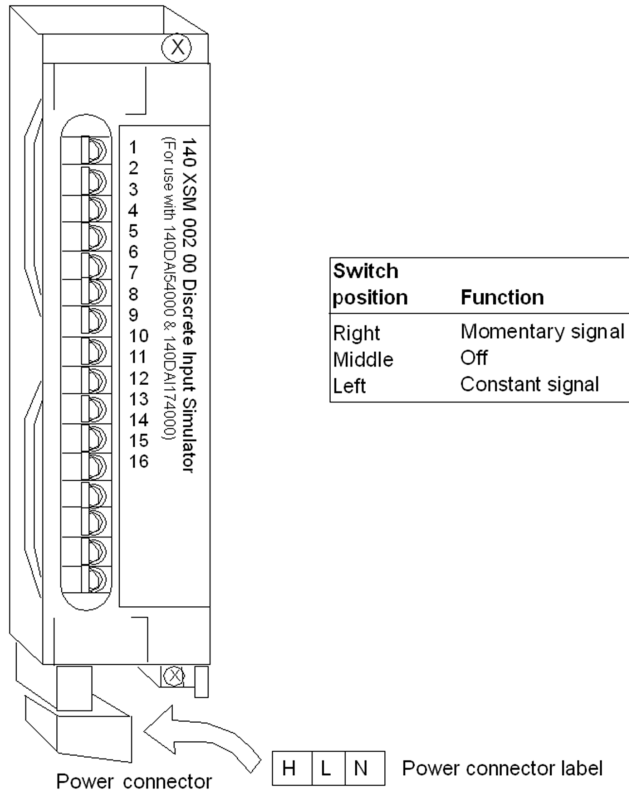 X
1
2
3
4
5
6
7
8
9
10
11
12
13
14
15
16
140 XSM 002 00 Discrete Input Simulator
(For use with 140DAI54000 & 140DAI174000)
Switch
position Function
Right Momentary signal
Middle Off
Left Constant signal
X
H L N Power connector label
Power connector